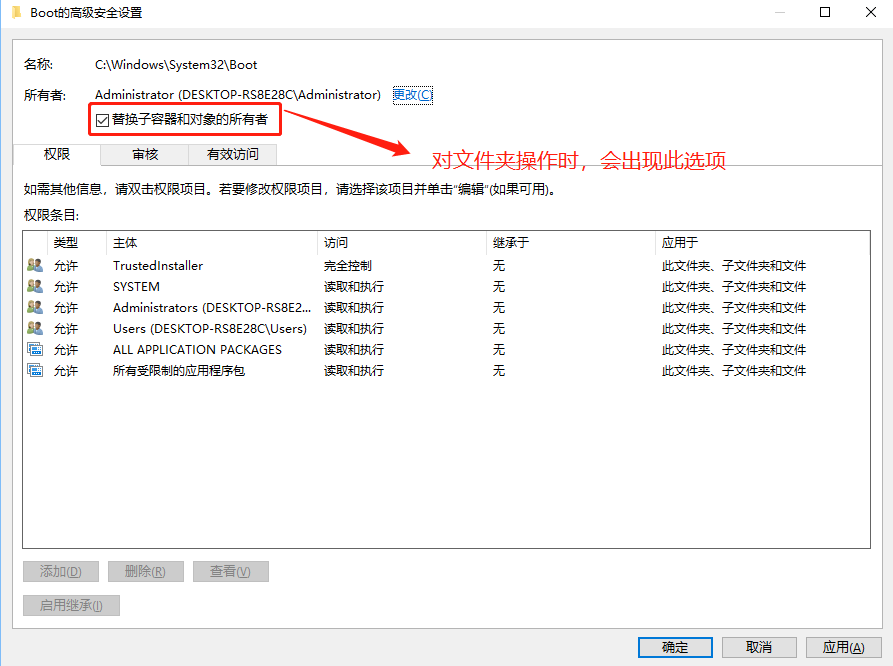 Boot的高级安全设置
名称: C:\Windows\System32\Boot
所有者: Administrator (DESKTOP-RS8E28C\Administrator) 更改(C)
替换子容器和对象的所有者
对文件夹操作时，会出现此选项
权限 审核 有效访问
如需其他信息，请双击权限项目。若要修改权限项目，请选择该项目并单击“编辑”(如果可用)。
权限条目:
类型 主体 访问 继承于 应用于
允许 TrustedInstaller 完全控制 无 此文件夹、子文件夹和文件
允许 SYSTEM 读取和执行 无 此文件夹、子文件夹和文件
允许 Administrators (DESKTOP-RS8E2... 读取和执行 无 此文件夹、子文件夹和文件
允许 Users (DESKTOP-RS8E28C\Users) 读取和执行 无 此文件夹、子文件夹和文件
允许 ALL APPLICATION PACKAGES 读取和执行 无 此文件夹、子文件夹和文件
允许 所有受限制的应用程序包 读取和执行 无 此文件夹、子文件夹和文件
添加(D) 删除(R) 查看(V)
启用继承(I)
确定 取消 应用(A)